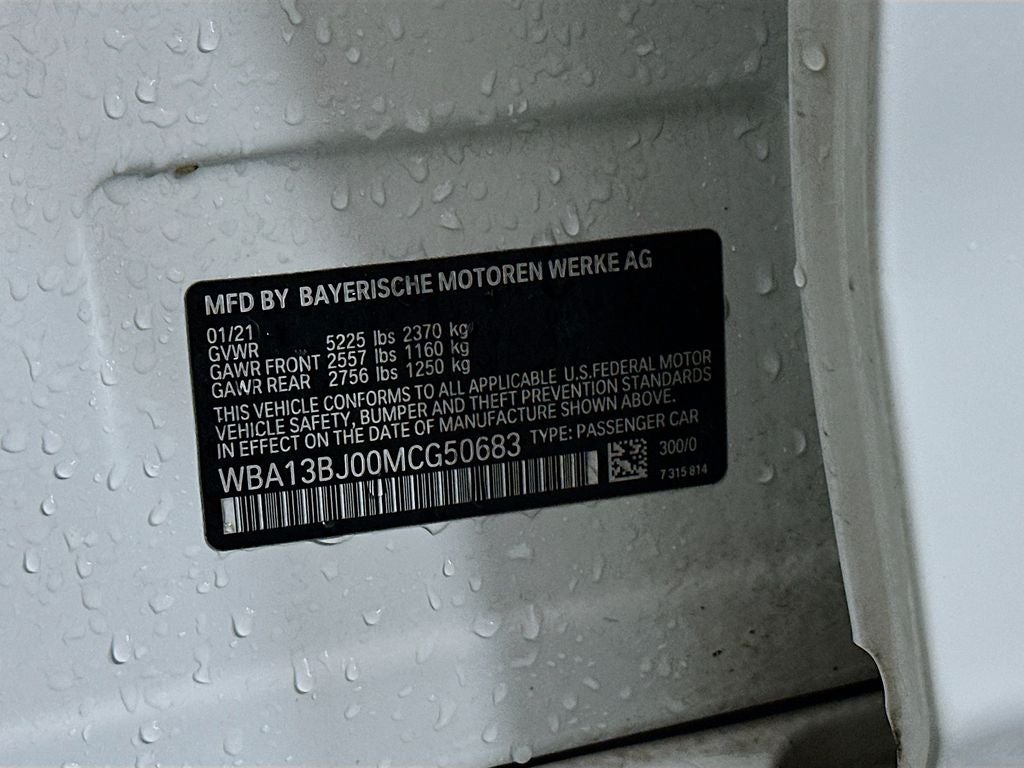 MFD BY BAYERISCHE MOTOREN WERKE AG
01/21
GVWR 5225 lbs 2370 kg
GAWR FRONT 2557 lbs 1160 kg
GAWR REAR 2756 lbs 1250 kg
THIS VEHICLE CONFORMS TO ALL APPLICABLE U.S.FEDERAL MOTOR
VEHICLE SAFETY, BUMPER AND THEFT PREVENTION STANDARDS
IN EFFECT ON THE DATE OF MANUFACTURE SHOWN ABOVE.
WBA13BJ00MCG50683 TYPE: PASSENGER CAR
300/0
7 315 814